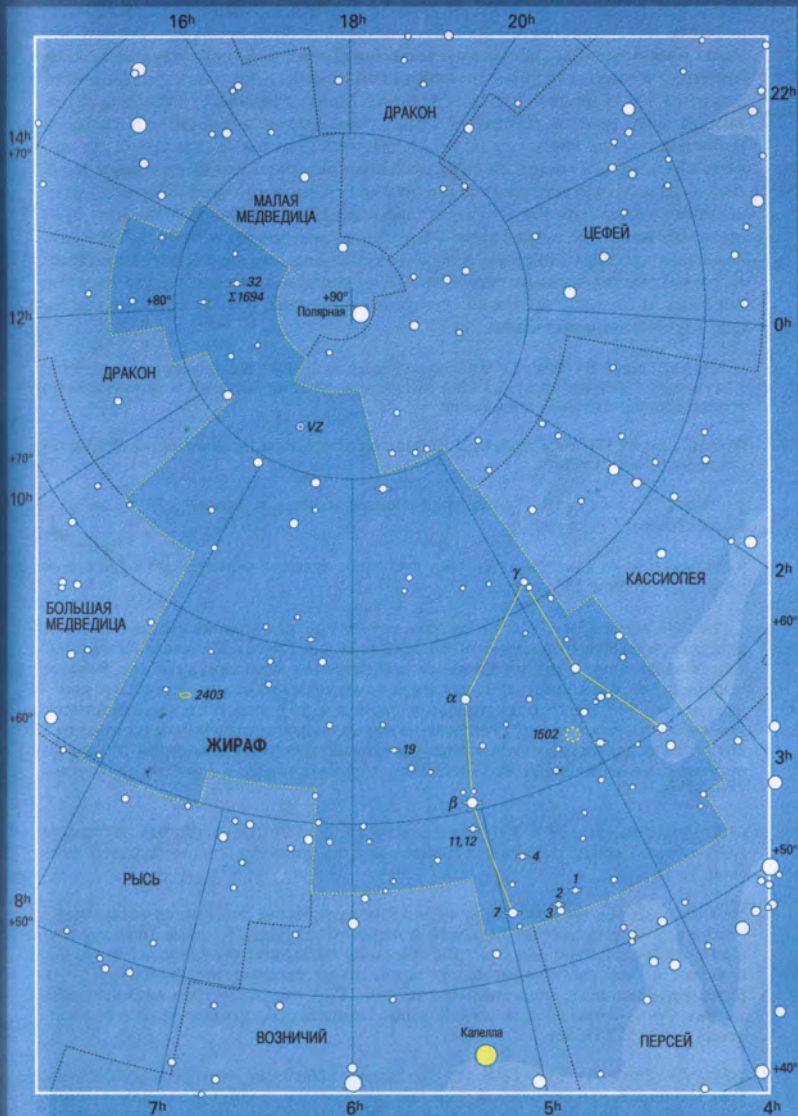 16h
18h
20h
ДРАКОН
22h
14h
+70°
МАЛАЯ
МЕДВЕДИЦА
ЦЕФЕЙ
32
Σ1694
+80°
+90°
Полярная
12h
0h
ДРАКОН
VZ
+70°
10h
2h
γ
КАССИОПЕЯ
БОЛЬШАЯ
МЕДВЕДИЦА
+60°
2403
α
+60°
1502
ЖИРАФ
19
3h
β
11,12
4
+50°
РЫСЬ
1
2
3
7
8h
+50°
ВОЗНИЧИЙ
Капелла
ПЕРСЕЙ
+40°
7h
6h
5h
4h